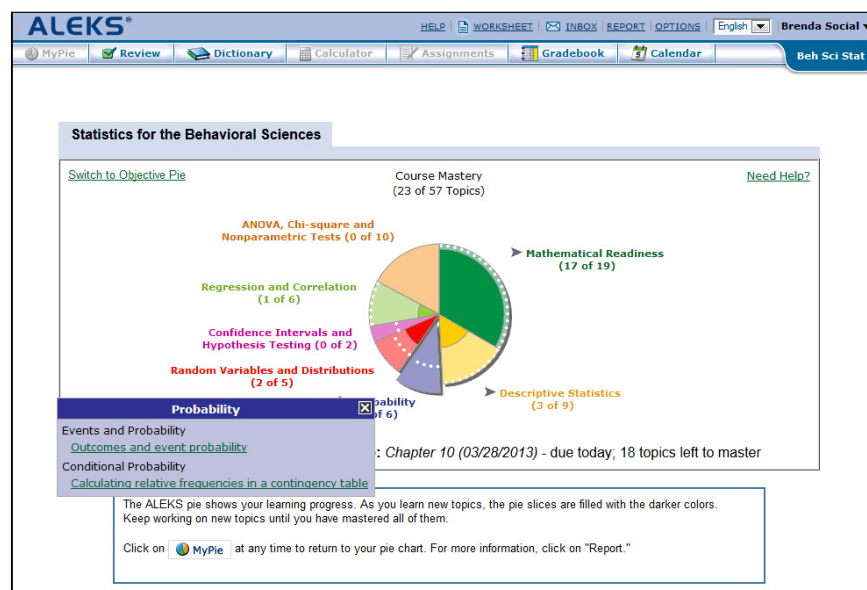 ALEKS®
HELP | WORKSHEET | INBOX | REPORT | OPTIONS | English | Brenda Social
MyPie Review Dictionary Calculator Assignments Gradebook Calendar Beh Sci Stat
Statistics for the Behavioral Sciences
Switch to Objective Pie
Course Mastery
(23 of 57 Topics)
Need Help?
ANOVA, Chi-square and
Nonparametric Tests (0 of 10)
Mathematical Readiness
(17 of 19)
Regression and Correlation
(1 of 6)
Confidence Intervals and
Hypothesis Testing (0 of 2)
Random Variables and Distributions
(2 of 5)
Descriptive Statistics
(3 of 9)
bability
of 6)
Probability
Events and Probability
Outcomes and event probability
Conditional Probability
Calculating relative frequencies in a contingency table
: Chapter 10 (03/28/2013) - due today; 18 topics left to master
The ALEKS pie shows your learning progress. As you learn new topics, the pie slices are filled with the darker colors.
Keep working on new topics until you have mastered all of them.
Click on MyPie at any time to return to your pie chart. For more information, click on "Report."